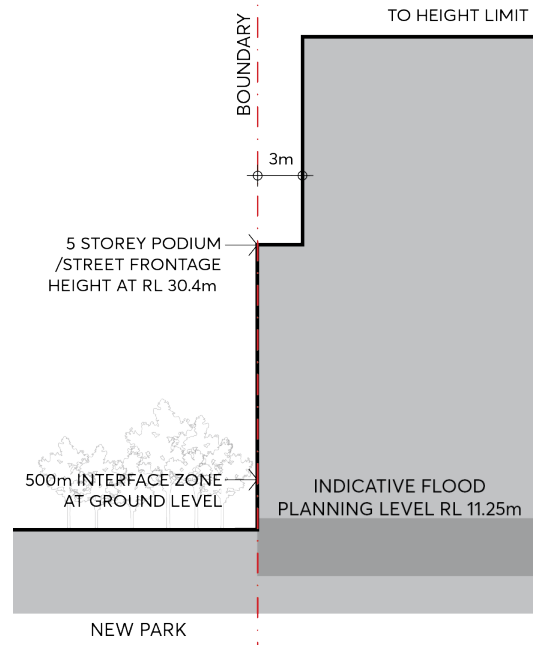 TO HEIGHT LIMIT
BOUNDARY
3m
5 STOREY PODIUM
/STREET FRONTAGE
HEIGHT AT RL 30.4m
500m INTERFACE ZONE
AT GROUND LEVEL
INDICATIVE FLOOD
PLANNING LEVEL RL 11.25m
NEW PARK